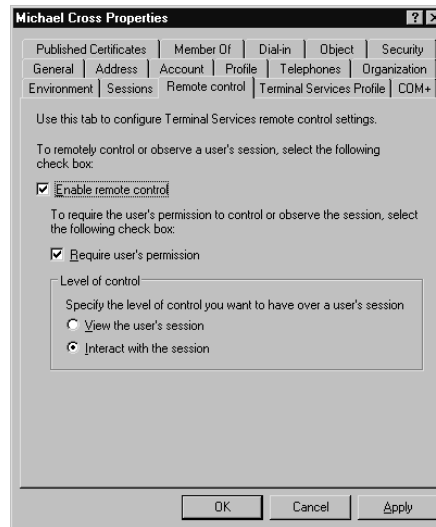 Michael Cross Properties
Published Certificates Member Of Dial-in Object Security
General Address Account Profile Telephones Organization
Environment Sessions Remote control Terminal Services Profile COM+
Use this tab to configure Terminal Services remote control settings.
To remotely control or observe a user's session, select the following
check box:
Enable remote control
To require the user's permission to control or observe the session, select
the following check box:
Require user's permission
Level of control
Specify the level of control you want to have over a user's session
View the user's session
Interact with the session
OK Cancel Apply